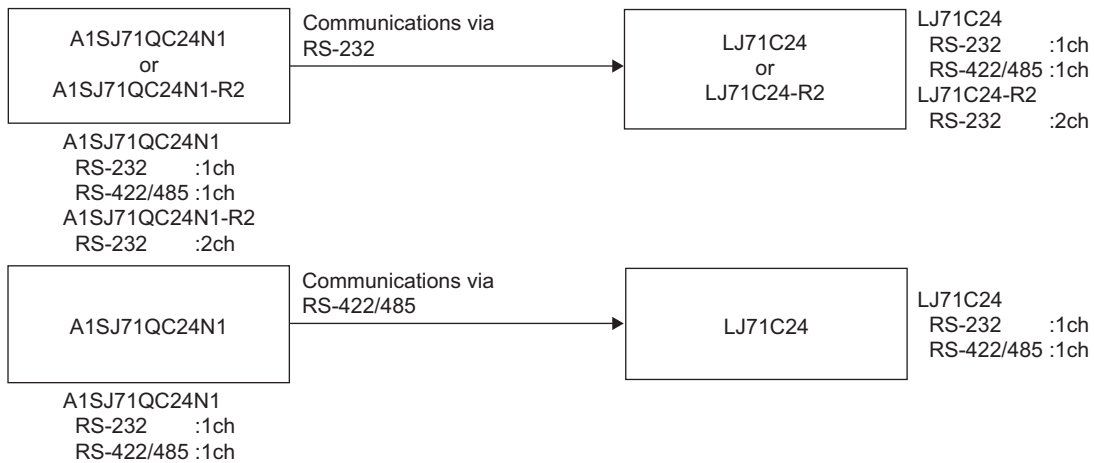 A1SJ71QC24N1
or
A1SJ71QC24N1-R2
Communications via
RS-232
LJ71C24
or
LJ71C24-R2
LJ71C24
RS-232 :1ch
RS-422/485 :1ch
LJ71C24-R2
RS-232 :2ch
A1SJ71QC24N1
RS-232 :1ch
RS-422/485 :1ch
A1SJ71QC24N1-R2
RS-232 :2ch
A1SJ71QC24N1
Communications via
RS-422/485
LJ71C24
LJ71C24
RS-232 :1ch
RS-422/485 :1ch
A1SJ71QC24N1
RS-232 :1ch
RS-422/485 :1ch